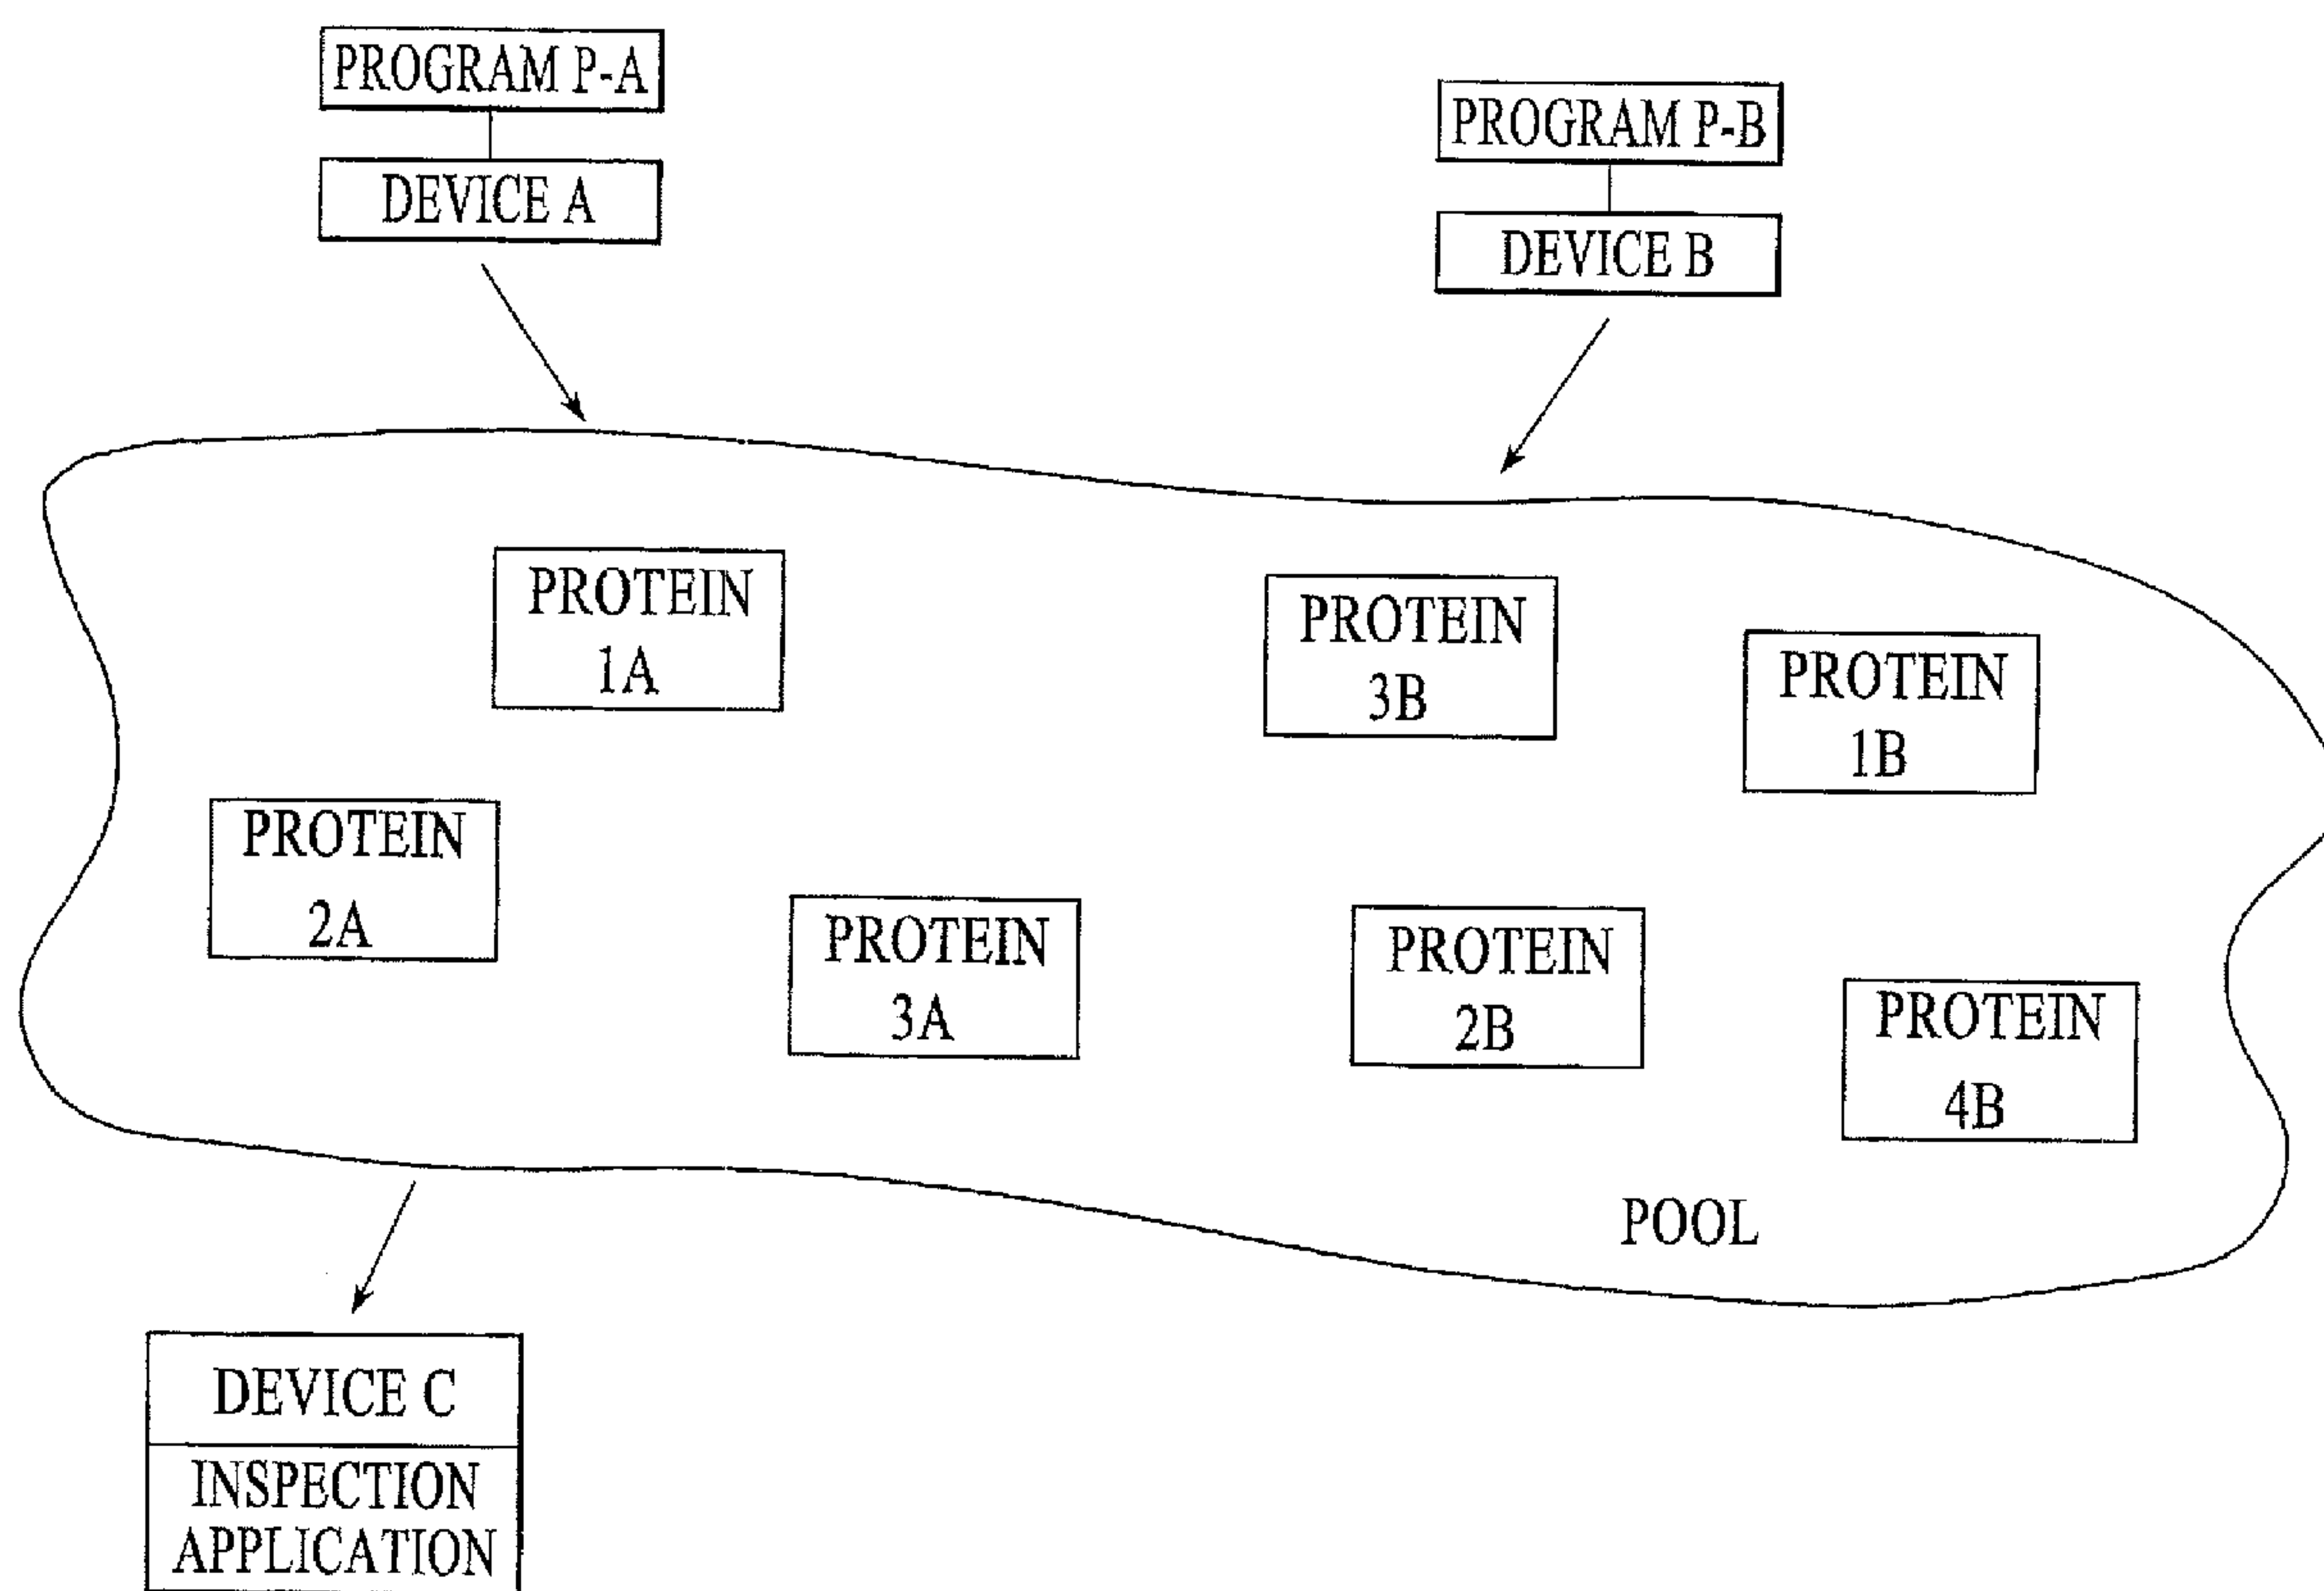 PROGRAM P-A
DEVICE A
PROGRAM P-B
DEVICE B
PROTEIN
1A
PROTEIN
3B
PROTEIN
1B
PROTEIN
2A
PROTEIN
3A
PROTEIN
2B
PROTEIN
4B
POOL
DEVICE C
INSPECTION
APPLICATION